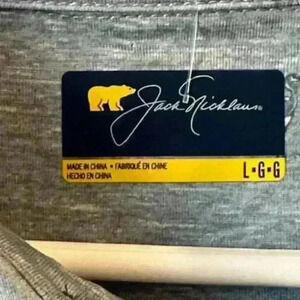 Jack Nicklaus®
MADE IN CHINA • FABRIQUÉ EN CHINE
HECHO EN CHINA
L•G•G